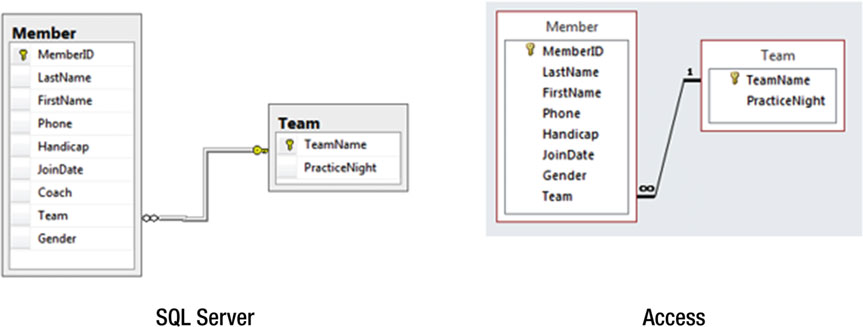 Member
MemberID
LastName
FirstName
Phone
Handicap
JoinDate
Coach
Team
Gender
Team
TeamName
PracticeNight
SQL Server
Member
MemberID
LastName
FirstName
Phone
Handicap
JoinDate
Gender
Team
1
∞
Team
TeamName
PracticeNight
Access